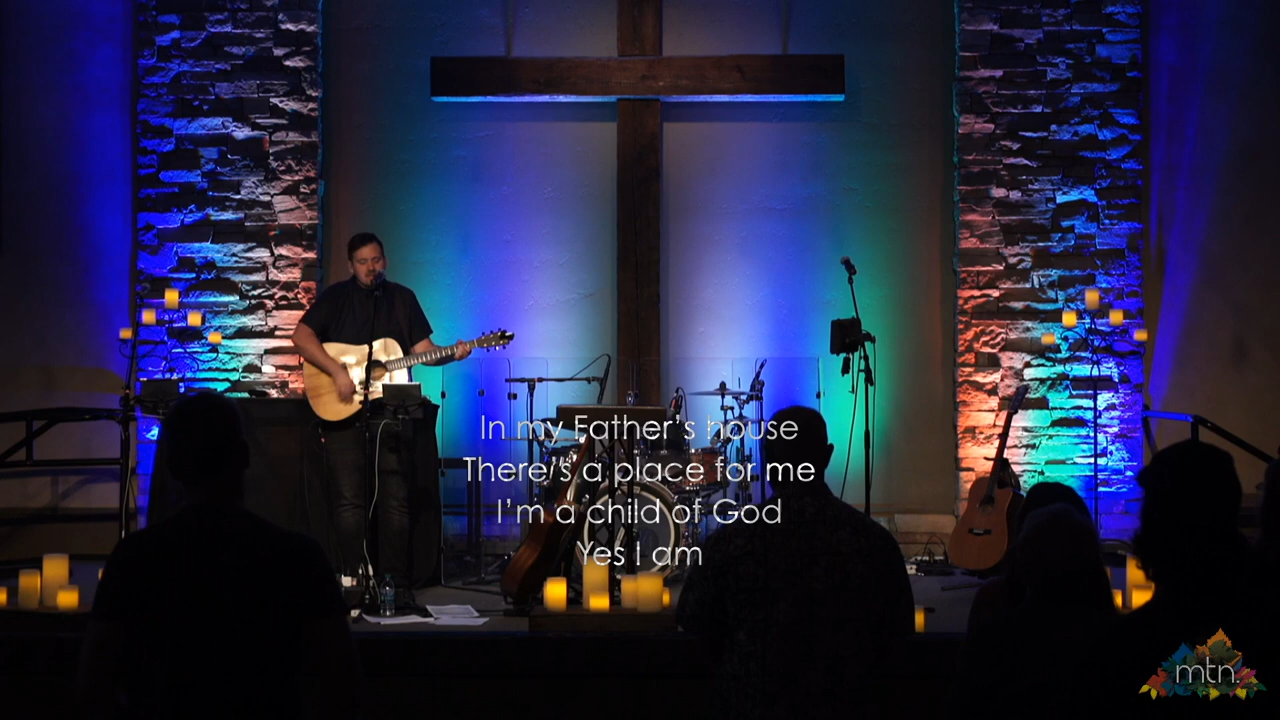 In my Father's house
There's a place for me
I'm a child of God
Yes I am
mtn.